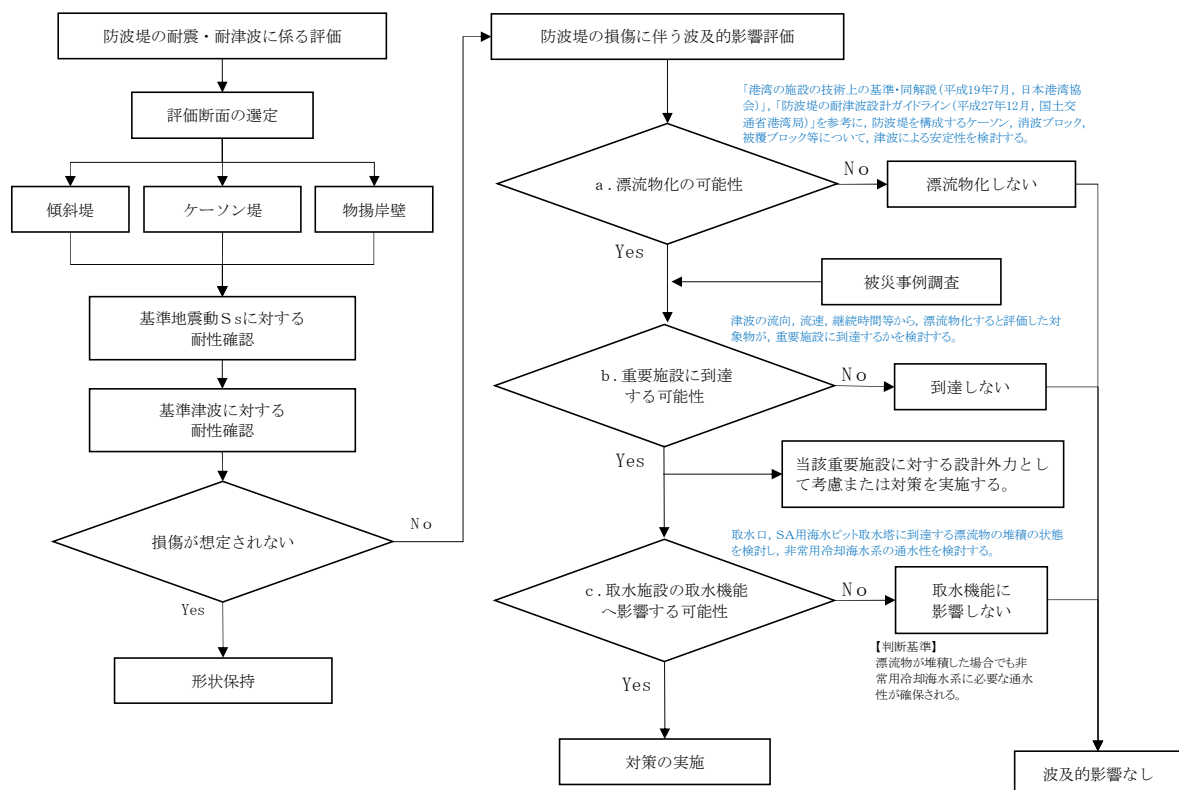 防波堤の耐震・耐津波に係る評価
評価断面の選定
傾斜堤
ケーソン堤
物揚岸壁
基準地震動Ｓｓに対する
耐性確認
基準津波に対する
耐性確認
損傷が想定されない
No
Yes
形状保持
防波堤の損傷に伴う波及的影響評価
「港湾の施設の技術上の基準・同解説(平成19年7月，日本港湾協
会)」，「防波堤の耐津波設計ガイドライン(平成27年12月，国土交
通省港湾局)」を参考に，防波堤を構成するケーソン，消波ブロック，
被覆ブロック等について，津波による安定性を検討する。
ａ．漂流物化の可能性
No
漂流物化しない
Yes
被災事例調査
津波の流向，流速，継続時間等から，漂流物化すると評価した対
象物が，重要施設に到達するかを検討する。
ｂ．重要施設に到達
する可能性
No
到達しない
Yes
当該重要施設に対する設計外力とし
て考慮または対策を実施する。
取水口，ＳＡ用海水ピット取水塔に到達する漂流物の堆積の状態
を検討し，非常用冷却海水系の通水性を検討する。
ｃ．取水施設の取水機能
へ影響する可能性
No
取水機能に
影響しない
【判断基準】
漂流物が堆積した場合でも非
常用冷却海水系に必要な通水
性が確保される。
Yes
対策の実施
波及的影響なし